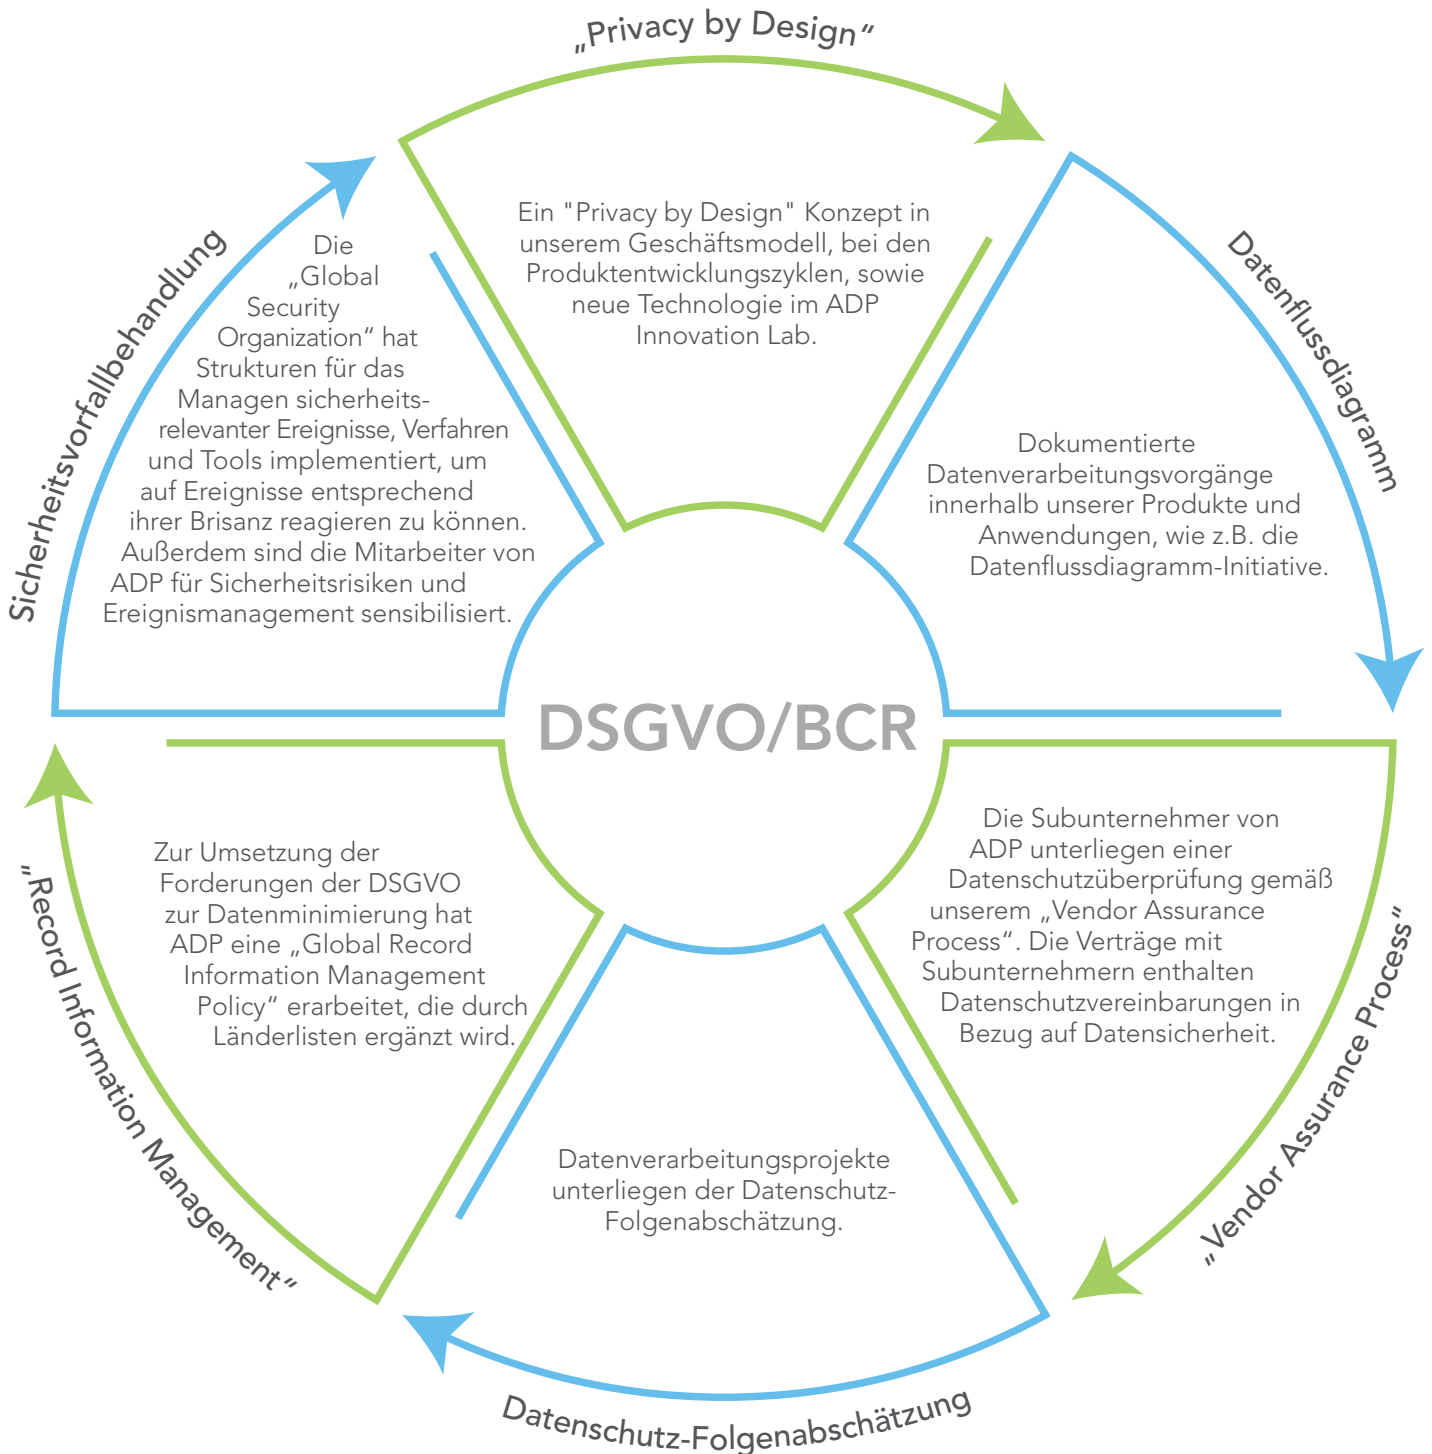 „Privacy by Design“
Ein "Privacy by Design" Konzept in
unserem Geschäftsmodell, bei den
Produktentwicklungszyklen, sowie
neue Technologie im ADP
Innovation Lab.
Datenflussdiagramm
Dokumentierte
Datenverarbeitungsvorgänge
innerhalb unserer Produkte und
Anwendungen, wie z.B. die
Datenflussdiagramm-Initiative.
„Vendor Assurance Process“
Die Subunternehmer von
ADP unterliegen einer
Datenschutzüberprüfung gemäß
unserem „Vendor Assurance
Process“. Die Verträge mit
Subunternehmern enthalten
Datenschutzvereinbarungen in
Bezug auf Datensicherheit.
Datenschutz-Folgenabschätzung
Datenverarbeitungsprojekte
unterliegen der Datenschutz-
Folgenabschätzung.
„Record Information Management“
Zur Umsetzung der
Forderungen der DSGVO
zur Datenminimierung hat
ADP eine „Global Record
Information Management
Policy“ erarbeitet, die durch
Länderlisten ergänzt wird.
Sicherheitsvorfallbehandlung
Die
„Global
Security
Organization“ hat
Strukturen für das
Managen sicherheits-
relevanter Ereignisse, Verfahren
und Tools implementiert, um
auf Ereignisse entsprechend
ihrer Brisanz reagieren zu können.
Außerdem sind die Mitarbeiter von
ADP für Sicherheitsrisiken und
Ereignismanagement sensibilisiert.
DSGVO/BCR